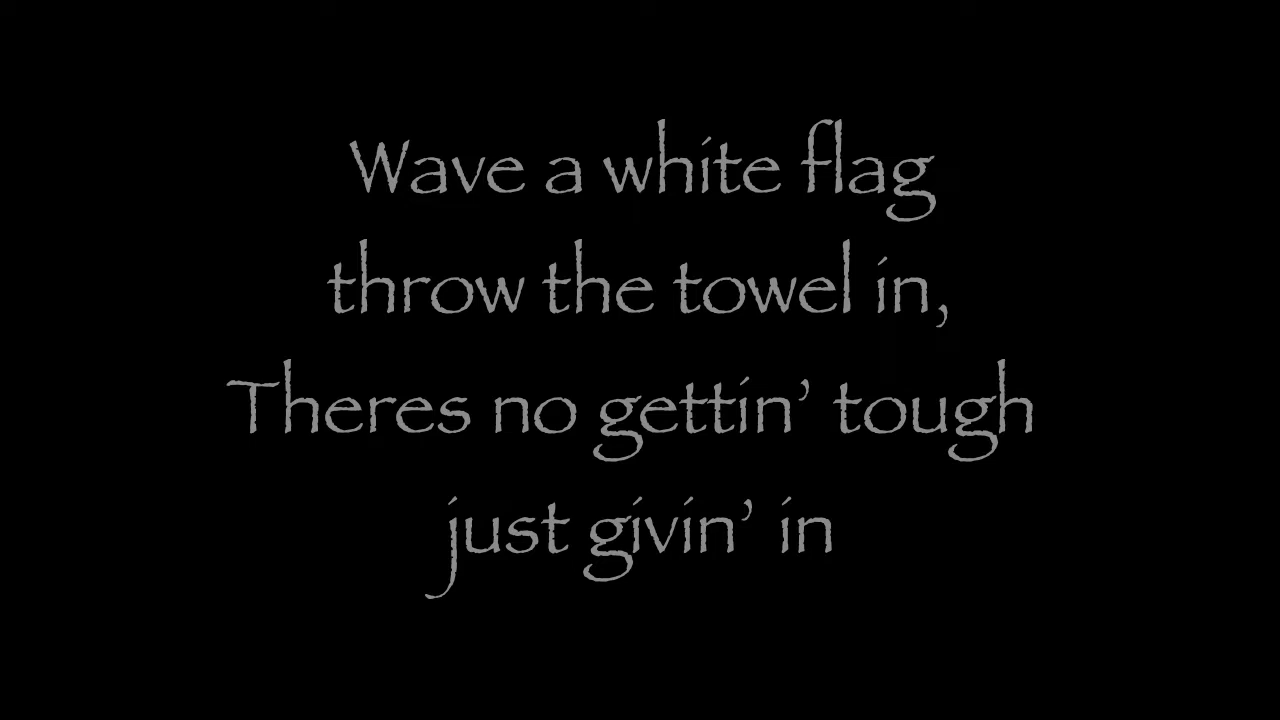 Wave a white flag
throw the towel in,
Theres no gettin’ tough
just givin’ in